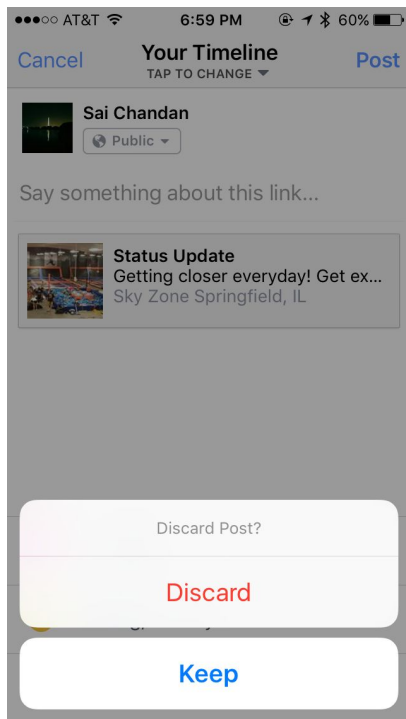 AT&T 6:59 PM 60%
Cancel Your Timeline Post
TAP TO CHANGE
Sai Chandan
Public
Say something about this link...
Status Update
Getting closer everyday! Get ex...
Sky Zone Springfield, IL
Discard Post?
Discard
Keep